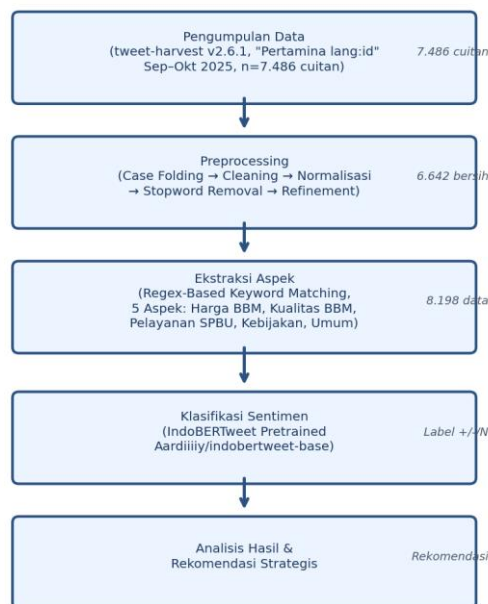 Pengumpulan Data
(tweet-harvest v2.6.1, "Pertamina lang:id"
Sep–Okt 2025, n=7.486 cuitan)
7.486 cuitan
Preprocessing
(Case Folding → Cleaning → Normalisasi
→ Stopword Removal → Refinement)
6.642 bersih
Ekstraksi Aspek
(Regex-Based Keyword Matching,
5 Aspek: Harga BBM, Kualitas BBM,
Pelayanan SPBU, Kebijakan, Umum)
8.198 data
Klasifikasi Sentimen
(IndoBERTweet Pretrained
Aardiiiiy/indobertweet-base)
Label +/-/N
Analisis Hasil &
Rekomendasi Strategis
Rekomendasi